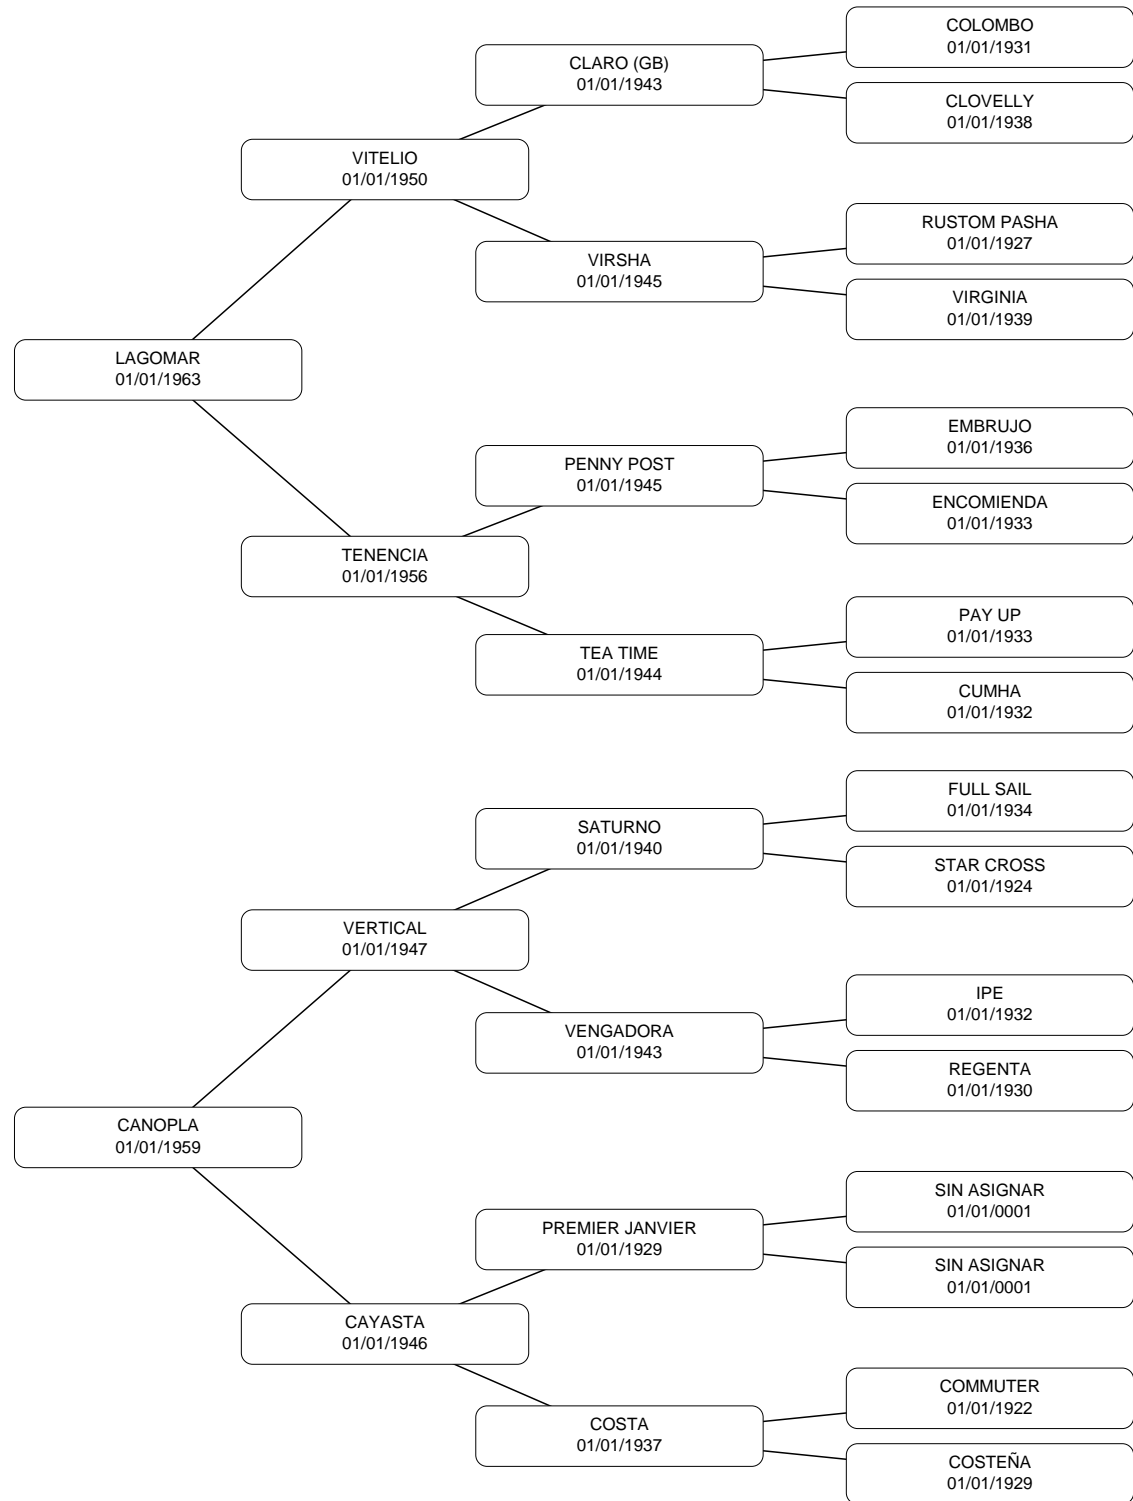 COLOMBO
01/01/1931
CLARO (GB)
01/01/1943
CLOVELLY
01/01/1938
VITELIO
01/01/1950
RUSTOM PASHA
01/01/1927
VIRSHA
01/01/1945
VIRGINIA
01/01/1939
LAGOMAR
01/01/1963
EMBRUJO
01/01/1936
PENNY POST
01/01/1945
ENCOMIENDA
01/01/1933
TENENCIA
01/01/1956
PAY UP
01/01/1933
TEA TIME
01/01/1944
CUMHA
01/01/1932
FULL SAIL
01/01/1934
SATURNO
01/01/1940
STAR CROSS
01/01/1924
VERTICAL
01/01/1947
IPE
01/01/1932
VENGADORA
01/01/1943
REGENTA
01/01/1930
CANOPLA
01/01/1959
SIN ASIGNAR
01/01/0001
PREMIER JANVIER
01/01/1929
SIN ASIGNAR
01/01/0001
CAYASTA
01/01/1946
COMMUTER
01/01/1922
COSTA
01/01/1937
COSTEÑA
01/01/1929